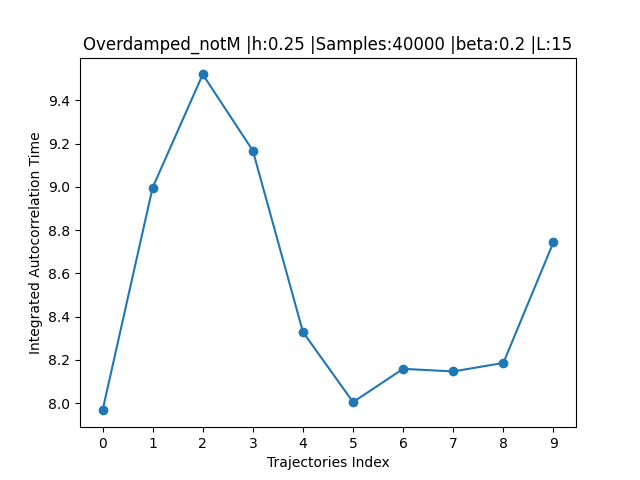 Overdamped_notM |h:0.25 |Samples:40000 |beta:0.2 |L:15
Integrated Autocorrelation Time
9.4
9.2
9.0
8.8
8.6
8.4
8.2
8.0
0 1 2 3 4 5 6 7 8 9
Trajectories Index